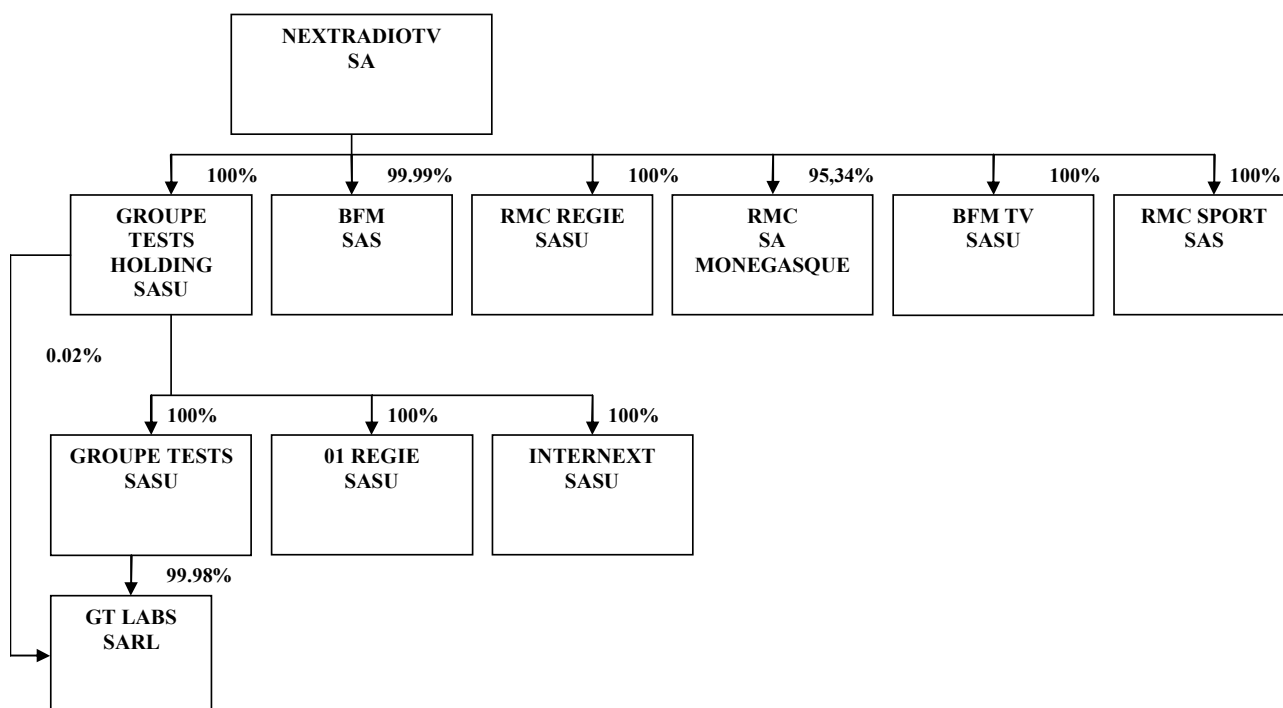 NEXTRADIOTV
SA
100%
99.99%
100%
95,34%
100%
100%
GROUPE
TESTS
HOLDING
SASU
BFM
SAS
RMC REGIE
SASU
RMC
SA
MONEGASQUE
BFM TV
SASU
RMC SPORT
SAS
0.02%
100%
100%
100%
GROUPE TESTS
SASU
01 REGIE
SASU
INTERNEXT
SASU
99.98%
GT LABS
SARL